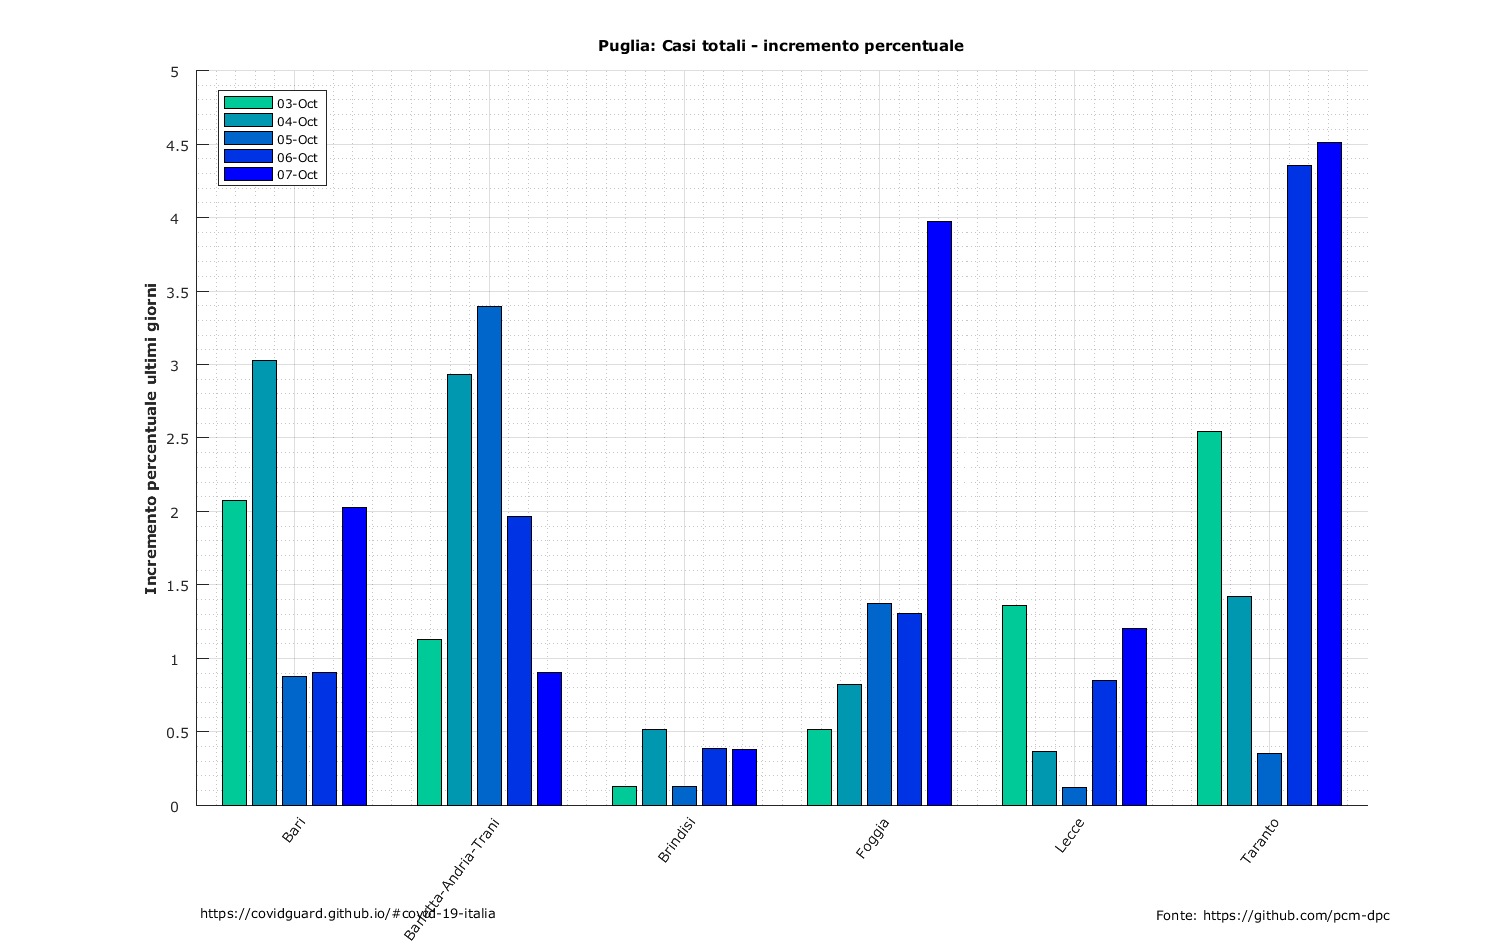 Puglia: Casi totali - incremento percentuale
Incremento percentuale ultimi giorni
5
4.5
4
3.5
3
2.5
2
1.5
1
0.5
0
03-Oct
04-Oct
05-Oct
06-Oct
07-Oct
Bari
Barletta-Andria-Trani
Brindisi
Foggia
Lecce
Taranto
https://covidguard.github.io/#covid-19-italia
Fonte: https://github.com/pcm-dpc